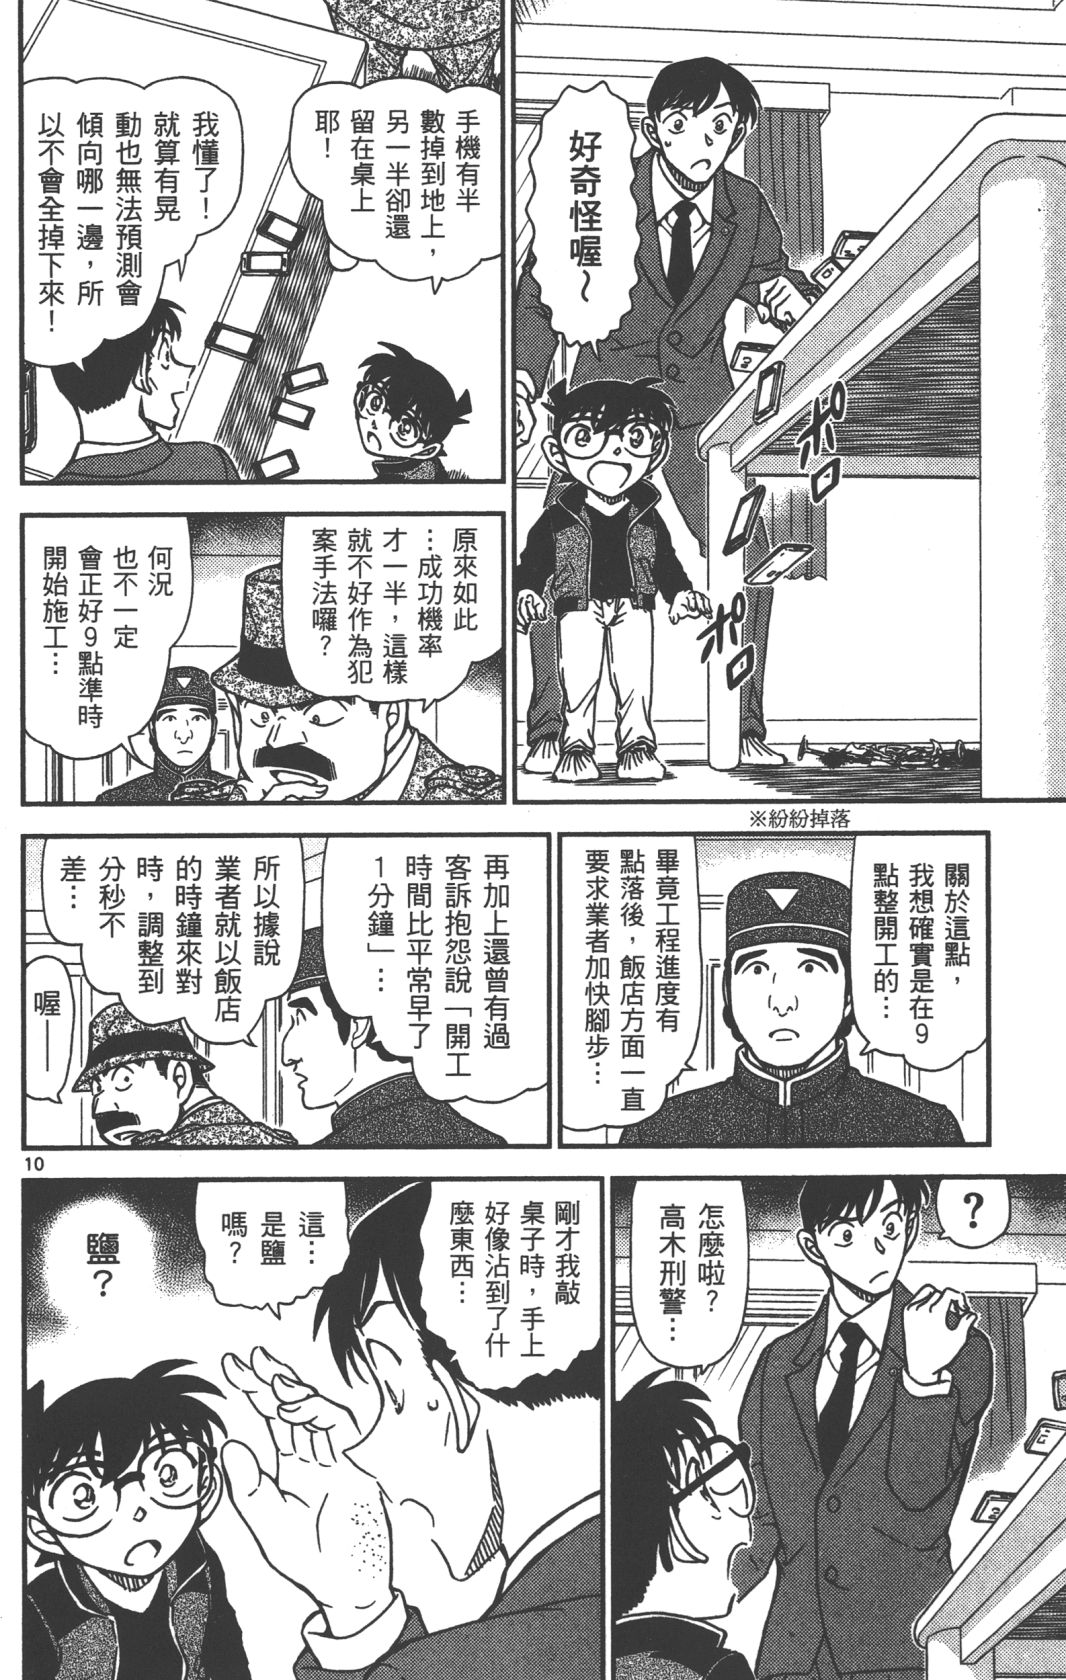 好奇怪喔～
ポロ
ポロ
※紛紛掉落
手機有半
數掉到地上，
另一半卻還
留在桌上
耶！
我懂了！
就算有晃
動也無法預測會
傾向哪一邊，所
以不會全掉下來！
原來如此
…成功機率
才一半，這樣
就不好作為犯
案手法囉？
何況
也不一定
會正好9點準時
開始施工…
關於這點，
我想確實是在9
點整開工的…
畢竟工程進度有
點落後，飯店方面一直
要求業者加快腳步…
再加上還曾有過
客訴抱怨說「開工
時間比平常早了
1分鐘」…
所以據說
業者就以飯店
的時鐘來對
時，調整到
分秒不
差…
喔—
10
？
怎麼啦？
高木刑警…
剛才我敲
桌子時，手上
好像沾到了什
麼東西…
這…
是鹽
嗎？
鹽？